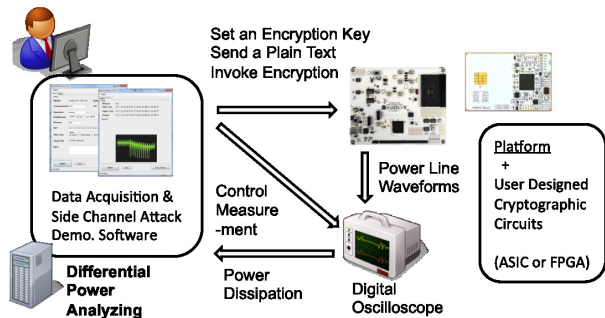 Set an Encryption Key
Send a Plain Text
Invoke Encryption
Data Acquisition &
Side Channel Attack
Demo. Software
Control
Measure
-ment
Power Line
Waveforms
Platform
+
User Designed
Cryptographic
Circuits
(ASIC or FPGA)
Differential
Power
Analyzing
Power
Dissipation
Digital
Oscilloscope